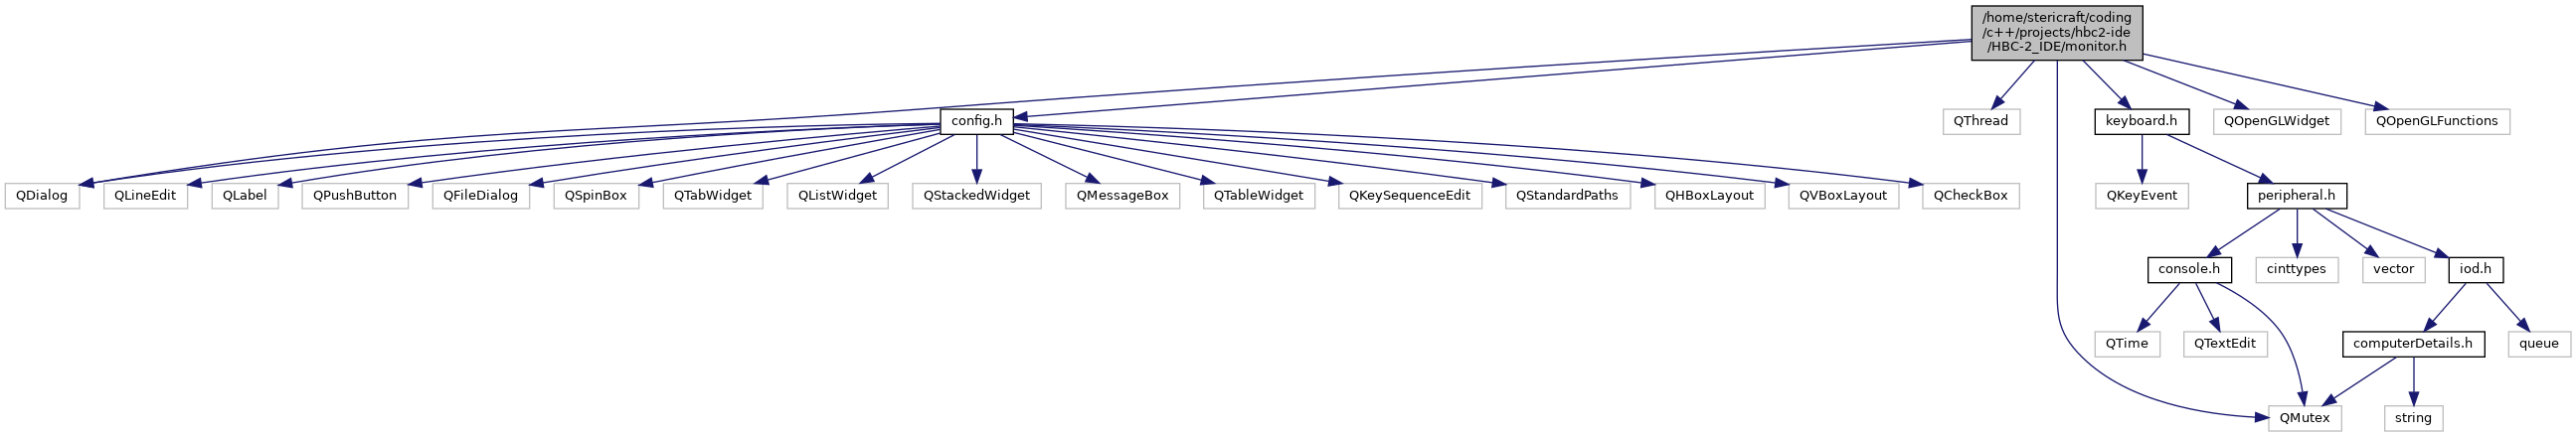 /home/stericraft/coding
/c++/projects/hbc2-ide
/HBC-2_IDE/monitor.h
config.h
QThread
keyboard.h
QOpenGLWidget
QOpenGLFunctions
QDialog
QLineEdit
QLabel
QPushButton
QFileDialog
QSpinBox
QTabWidget
QListWidget
QStackedWidget
QMessageBox
QTableWidget
QKeySequenceEdit
QStandardPaths
QHBoxLayout
QVBoxLayout
QCheckBox
QKeyEvent
peripheral.h
console.h
cinttypes
vector
iod.h
QTime
QTextEdit
computerDetails.h
queue
QMutex
string